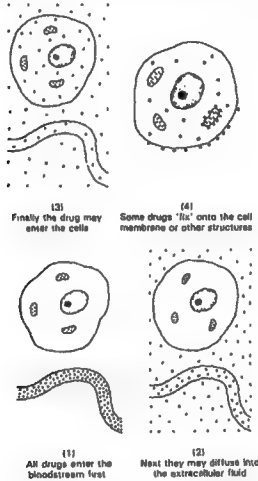 (3)
Finally the drug may
enter the cells
(4)
Some drugs 'fix' onto the cell
membrane or other structures
(1)
All drugs enter the
bloodstream first
(2)
Next they may diffuse into
the extracellular fluid